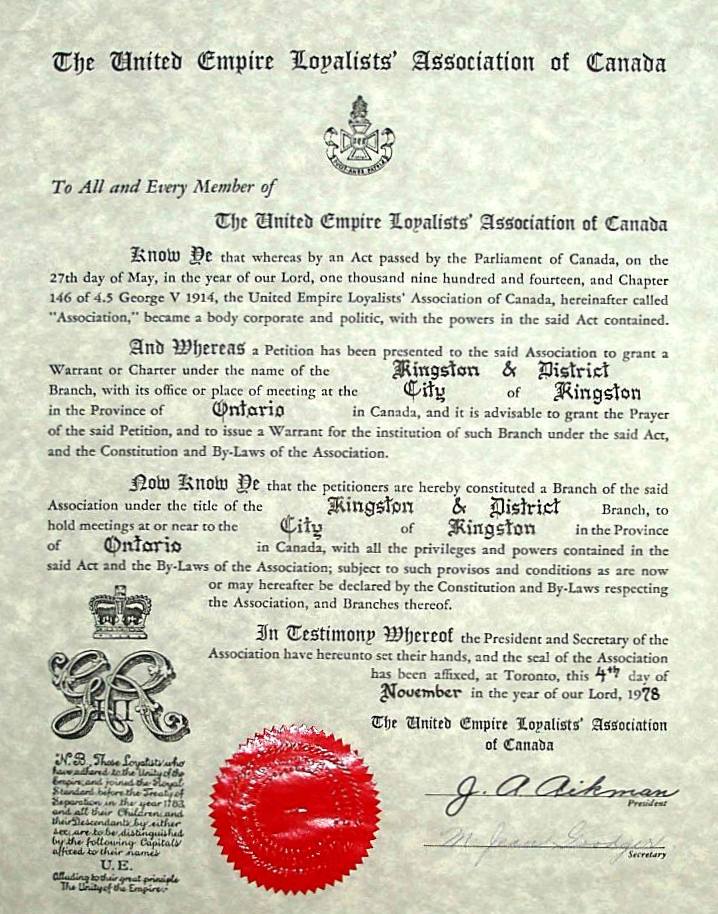 The United Empire Loyalists' Association of Canada
To All and Every Member of
The United Empire Loyalists' Association of Canada
Know Ye that whereas by an Act passed by the Parliament of Canada, on the
27th day of May, in the year of our Lord, one thousand nine hundred and fourteen, and Chapter
146 of 4.5 George V 1914, the United Empire Loyalists' Association of Canada, hereinafter called
"Association," became a body corporate and politic, with the powers in the said Act contained.
And Whereas a Petition has been presented to the said Association to grant a
Warrant or Charter under the name of the Kingston & District
Branch, with its office or place of meeting at the City of Kingston
in the Province of Ontario in Canada, and it is advisable to grant the Prayer
of the said Petition, and to issue a Warrant for the institution of such Branch under the said Act,
and the Constitution and By-Laws of the Association.
Now Know Ye that the petitioners are hereby constituted a Branch of the said
Association under the title of the Kingston & District Branch, to
hold meetings at or near to the City of Kingston in the Province
of Ontario in Canada, with all the privileges and powers contained in the
said Act and the By-Laws of the Association; subject to such provisos and conditions as are now
or may hereafter be declared by the Constitution and By-Laws respecting
the Association, and Branches thereof.
In Testimony Whereof the President and Secretary of the
Association have hereunto set their hands, and the seal of the Association
has been affixed, at Toronto, this 4th day of
November in the year of our Lord, 1978
The United Empire Loyalists' Association
of Canada
J. A. Aikman
President
M. Jean
Secretary
N.B. Those Loyalists who
have adhered to the Unity of the
Empire, and joined the Royal
Standard before the Treaty of
Separation in the year 1783,
and all their Children and
their Descendants by either
sex, are to be distinguished
by the following Capitals
affixed to their names
U.E.
Alluding to their great principle
The Unity of the Empire.